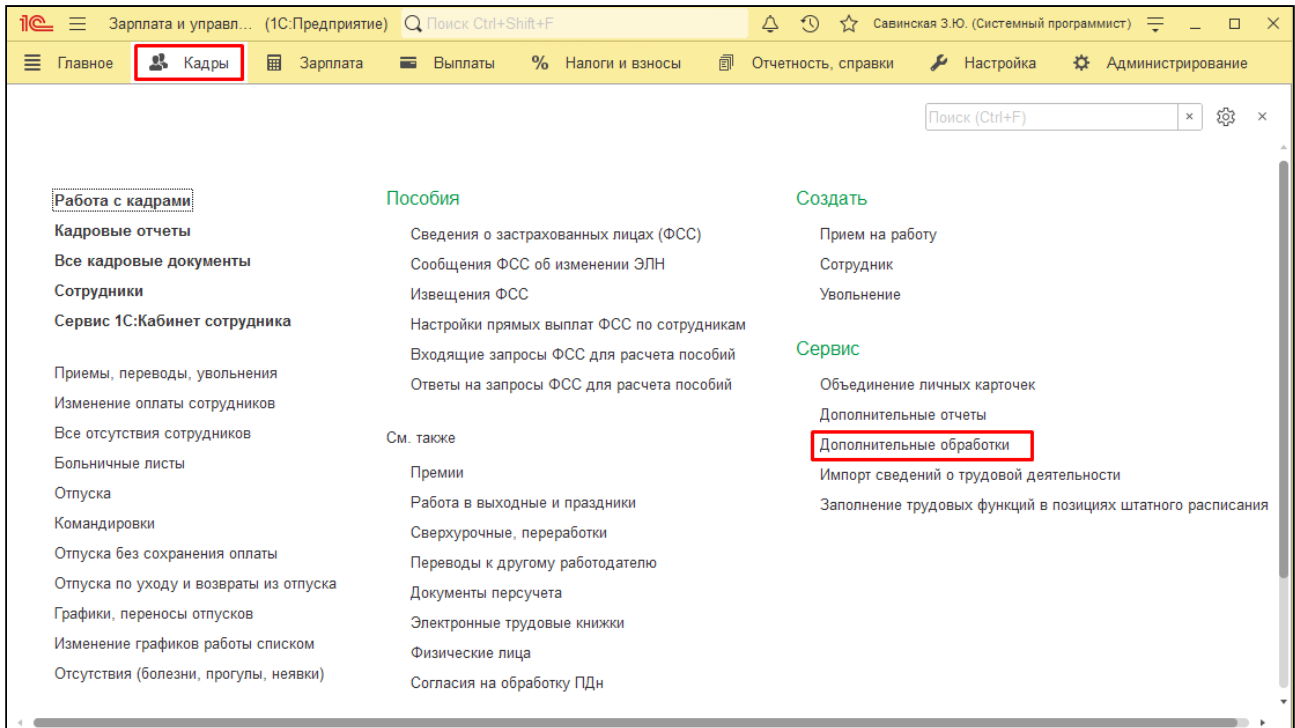 1С Зарплата и управл... (1С:Предприятие) Поиск Ctrl+Shift+F Савинская З.Ю. (Системный программист)
Главное Кадры Зарплата Выплаты % Налоги и взносы Отчетность, справки Настройка Администрирование
Поиск (Ctrl+F)
Работа с кадрами
Кадровые отчеты
Все кадровые документы
Сотрудники
Сервис 1С:Кабинет сотрудника
Приемы, переводы, увольнения
Изменение оплаты сотрудников
Все отсутствия сотрудников
Больничные листы
Отпуска
Командировки
Отпуска без сохранения оплаты
Отпуска по уходу и возвраты из отпуска
Графики, переносы отпусков
Изменение графиков работы списком
Отсутствия (болезни, прогулы, неявки)
Пособия
Сведения о застрахованных лицах (ФСС)
Сообщения ФСС об изменении ЭЛН
Извещения ФСС
Настройки прямых выплат ФСС по сотрудникам
Входящие запросы ФСС для расчета пособий
Ответы на запросы ФСС для расчета пособий
См. также
Премии
Работа в выходные и праздники
Сверхурочные, переработки
Переводы к другому работодателю
Документы персучета
Электронные трудовые книжки
Физические лица
Согласия на обработку ПДн
Создать
Прием на работу
Сотрудник
Увольнение
Сервис
Объединение личных карточек
Дополнительные отчеты
Дополнительные обработки
Импорт сведений о трудовой деятельности
Заполнение трудовых функций в позициях штатного расписания